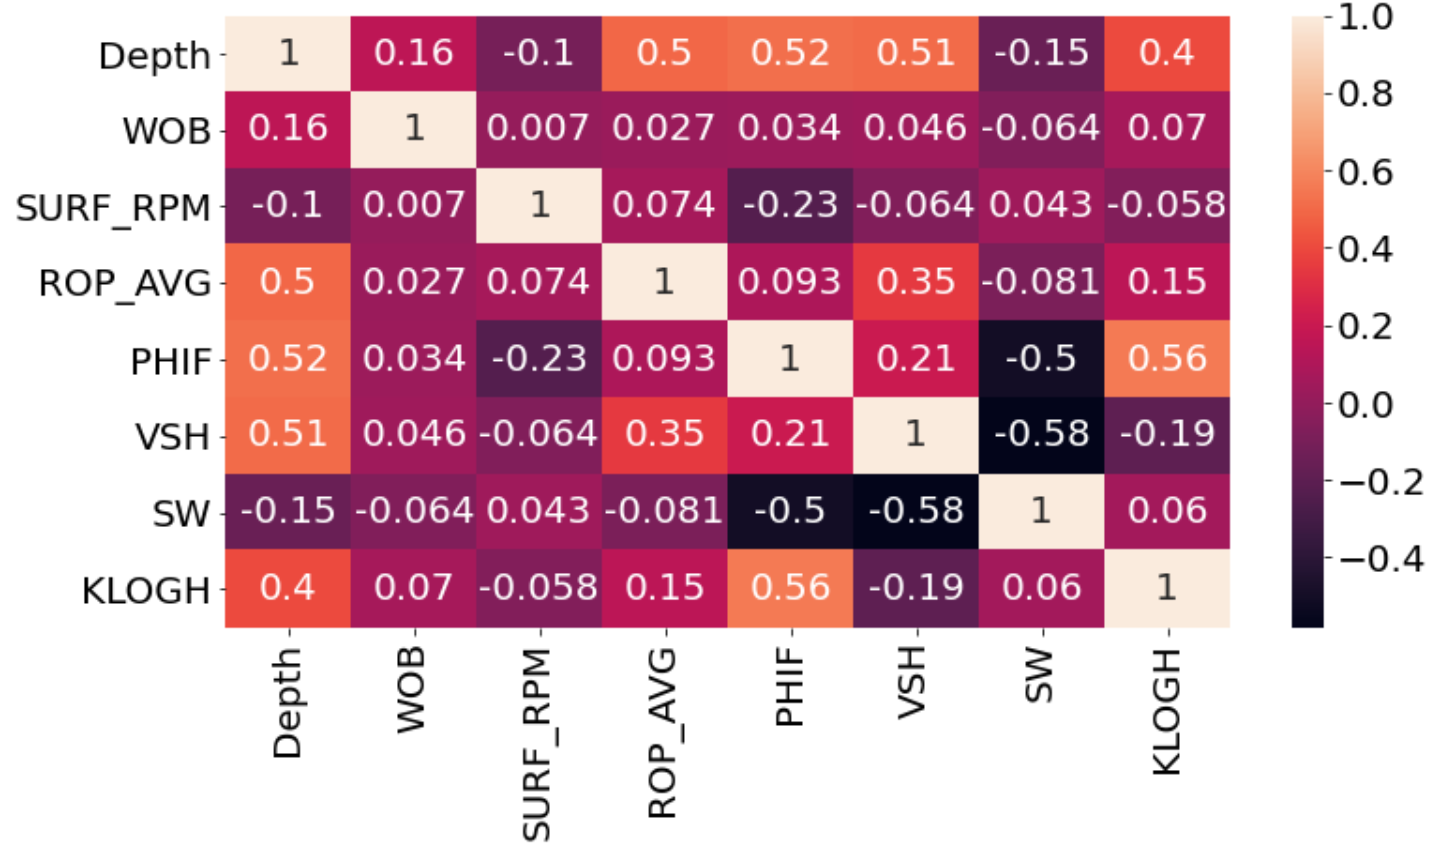 Depth 1 0.16 -0.1 0.5 0.52 0.51 -0.15 0.4
WOB 0.16 1 0.007 0.027 0.034 0.046 -0.064 0.07
SURF_RPM -0.1 0.007 1 0.074 -0.23 -0.064 0.043 -0.058
ROP_AVG 0.5 0.027 0.074 1 0.093 0.35 -0.081 0.15
PHIF 0.52 0.034 -0.23 0.093 1 0.21 -0.5 0.56
VSH 0.51 0.046 -0.064 0.35 0.21 1 -0.58 -0.19
SW -0.15 -0.064 0.043 -0.081 -0.5 -0.58 1 0.06
KLOGH 0.4 0.07 -0.058 0.15 0.56 -0.19 0.06 1
Depth
WOB
SURF_RPM
ROP_AVG
PHIF
VSH
SW
KLOGH
1.0
0.8
0.6
0.4
0.2
0.0
−0.2
−0.4